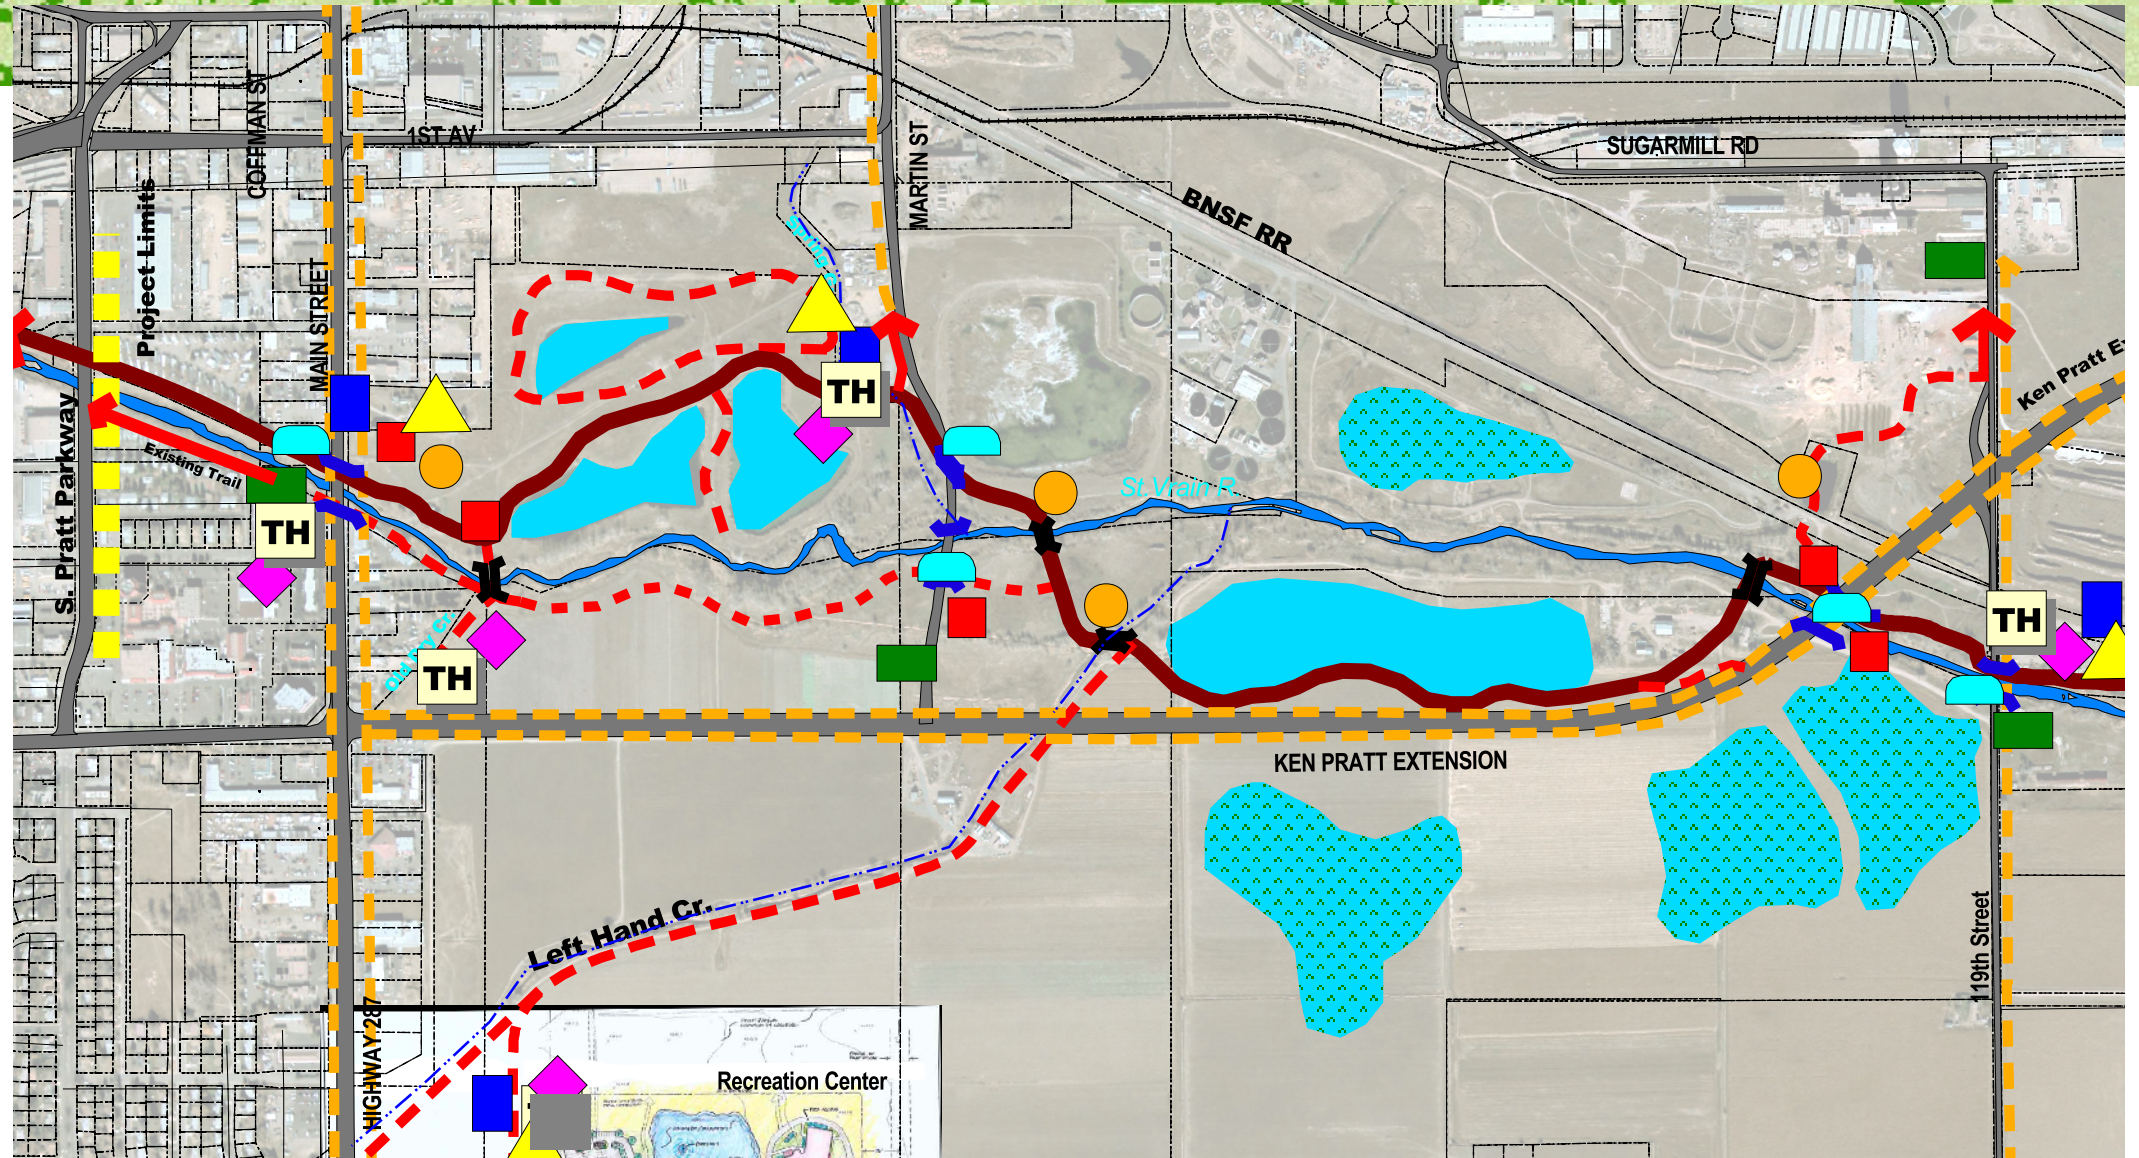 COFFMAN ST
1ST AV
MARTIN ST
SUGARMILL RD
Project Limits
BNSF RR
MAIN STREET
TH
Ken Pratt
S. Pratt Parkway
Existing Trail
St.Vrain R.
TH
TH
TH
KEN PRATT EXTENSION
Left Hand Cr.
119th Street
HIGHWAY 287
Recreation Center